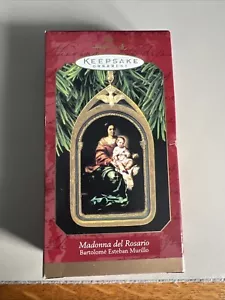 KEEPSAKE
ORNAMENT
Madonna del Rosario
Bartolomé Esteban Murillo